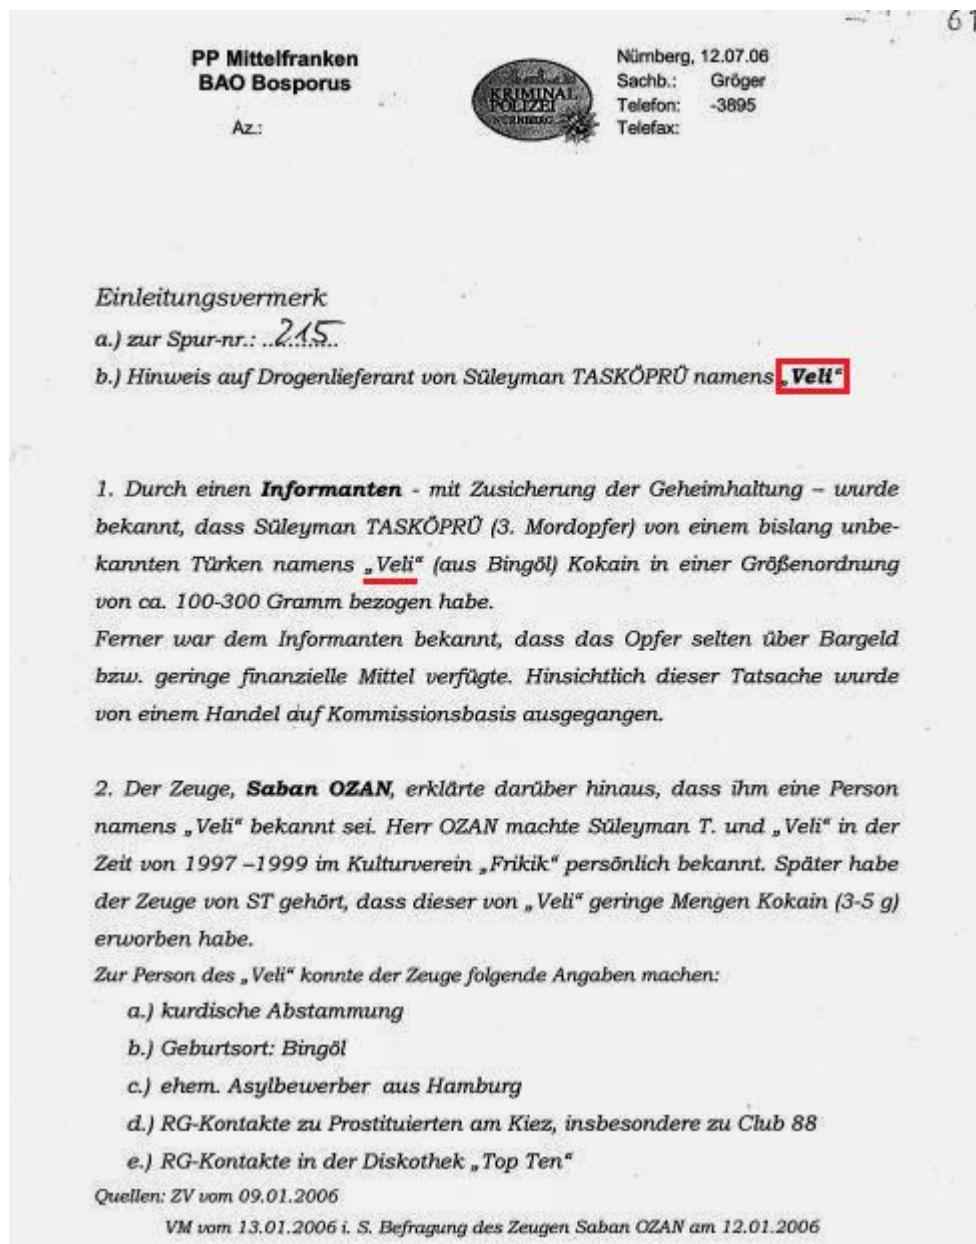 61
PP Mittelfranken
BAO Bosporus
Az.:
KRIMINAL
POLIZEI
NÜRNBERG
Nürnberg, 12.07.06
Sachb.: Gröger
Telefon: -3895
Telefax:
Einleitungsvermerk
a.) zur Spur-nr.: ..215..
b.) Hinweis auf Drogenlieferant von Süleyman TASKÖPRÜ namens „Veli“
1. Durch einen Informanten - mit Zusicherung der Geheimhaltung – wurde
bekannt, dass Süleyman TASKÖPRÜ (3. Mordopfer) von einem bislang unbe-
kannten Türken namens „Veli“ (aus Bingöl) Kokain in einer Größenordnung
von ca. 100-300 Gramm bezogen habe.
Ferner war dem Informanten bekannt, dass das Opfer selten über Bargeld
bzw. geringe finanzielle Mittel verfügte. Hinsichtlich dieser Tatsache wurde
von einem Handel auf Kommissionsbasis ausgegangen.
2. Der Zeuge, Saban OZAN, erklärte darüber hinaus, dass ihm eine Person
namens „Veli“ bekannt sei. Herr OZAN machte Süleyman T. und „Veli“ in der
Zeit von 1997 –1999 im Kulturverein „Frikik“ persönlich bekannt. Später habe
der Zeuge von ST gehört, dass dieser von „Veli“ geringe Mengen Kokain (3-5 g)
erworben habe.
Zur Person des „Veli“ konnte der Zeuge folgende Angaben machen:
a.) kurdische Abstammung
b.) Geburtsort: Bingöl
c.) ehem. Asylbewerber aus Hamburg
d.) RG-Kontakte zu Prostituierten am Kiez, insbesondere zu Club 88
e.) RG-Kontakte in der Diskothek „Top Ten“
Quellen: ZV vom 09.01.2006
VM vom 13.01.2006 i. S. Befragung des Zeugen Saban OZAN am 12.01.2006